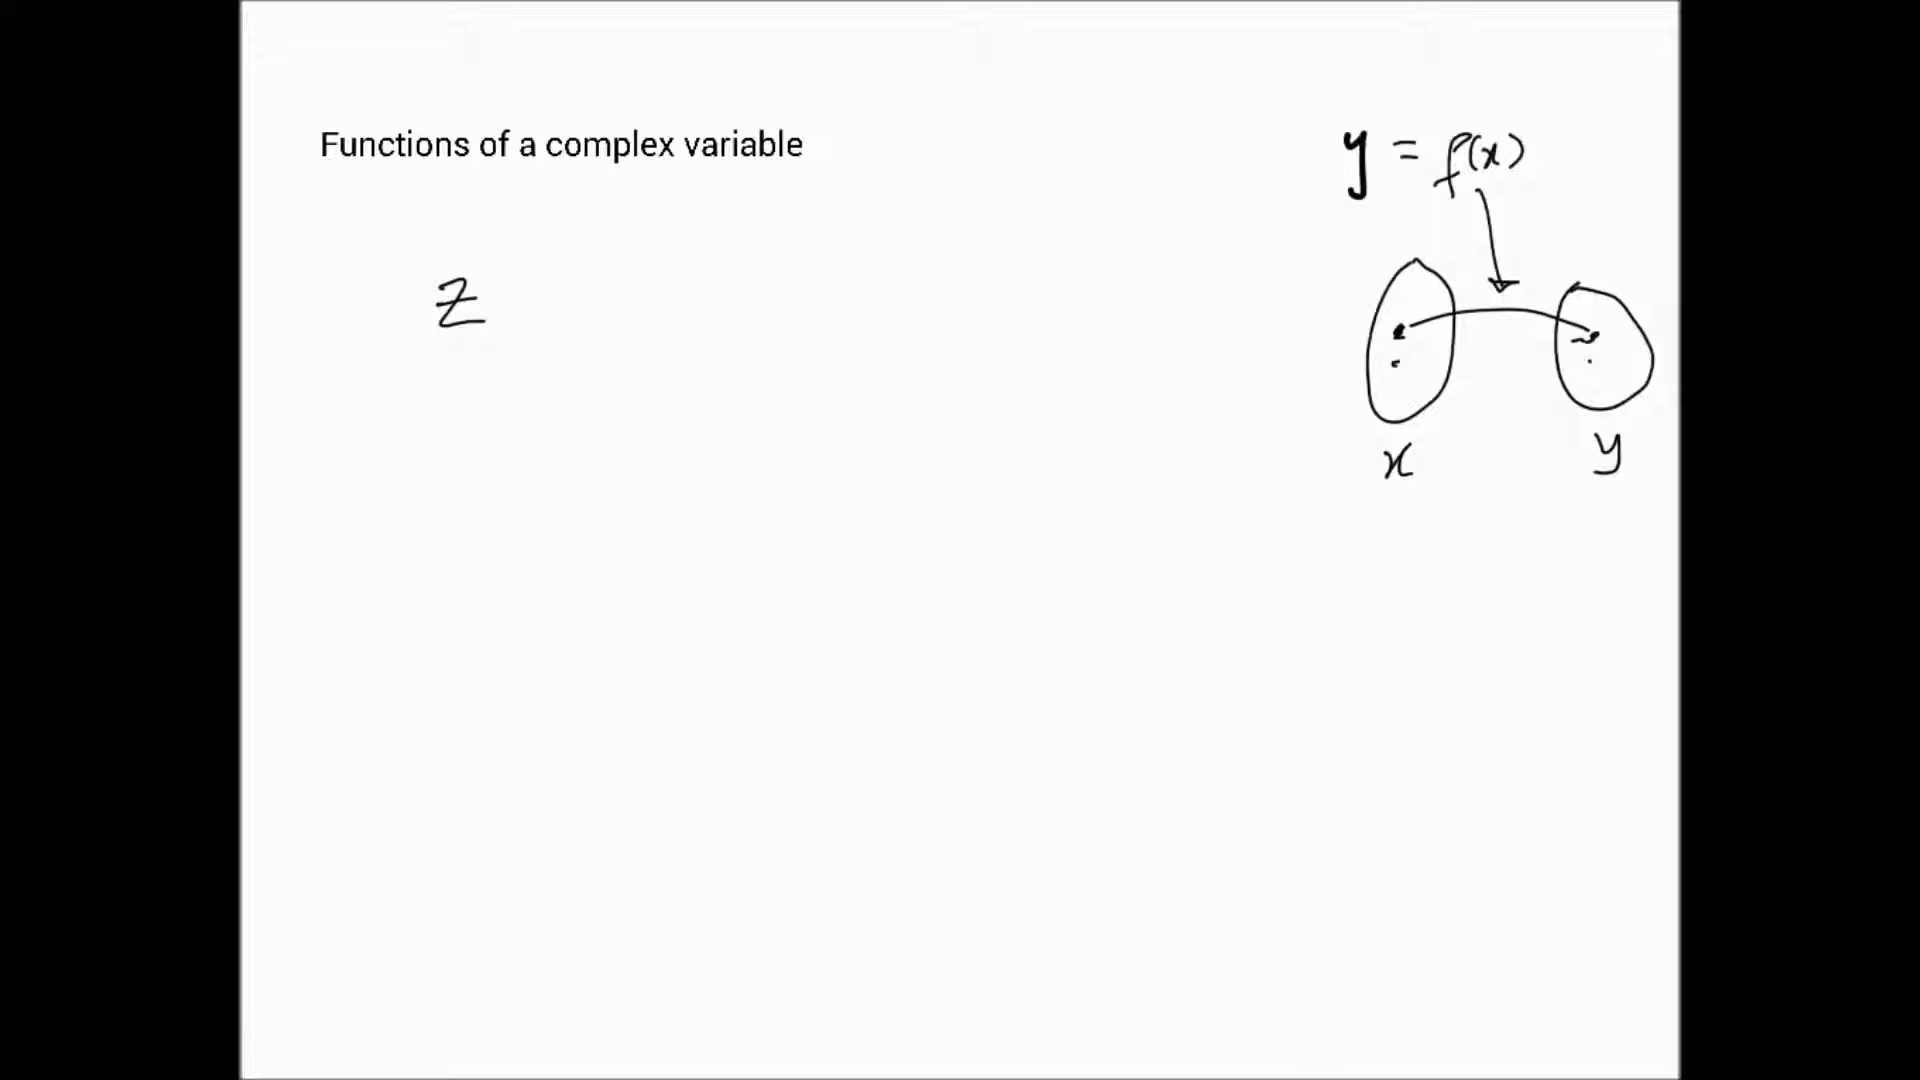 Functions of a complex variable
y = f(x)
z
x
y